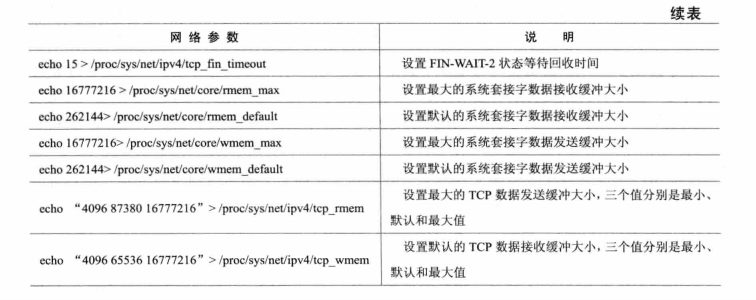 续表
网 络 参 数 说 明
echo 15 > /proc/sys/net/ipv4/tcp_fin_timeout 设置 FIN-WAIT-2 状态等待回收时间
echo 16777216 > /proc/sys/net/core/rmem_max 设置最大的系统套接字数据接收缓冲大小
echo 262144> /proc/sys/net/core/rmem_default 设置默认的系统套接字数据接收缓冲大小
echo 16777216> /proc/sys/net/core/wmem_max 设置最大的系统套接字数据发送缓冲大小
echo 262144> /proc/sys/net/core/wmem_default 设置默认的系统套接字数据发送缓冲大小
echo “4096 87380 16777216” > /proc/sys/net/ipv4/tcp_rmem 设置最大的 TCP 数据发送缓冲大小，三个值分别是最小、
默认和最大值
echo “4096 65536 16777216” > /proc/sys/net/ipv4/tcp_wmem 设置默认的 TCP 数据接收缓冲大小，三个值分别是最小、
默认和最大值